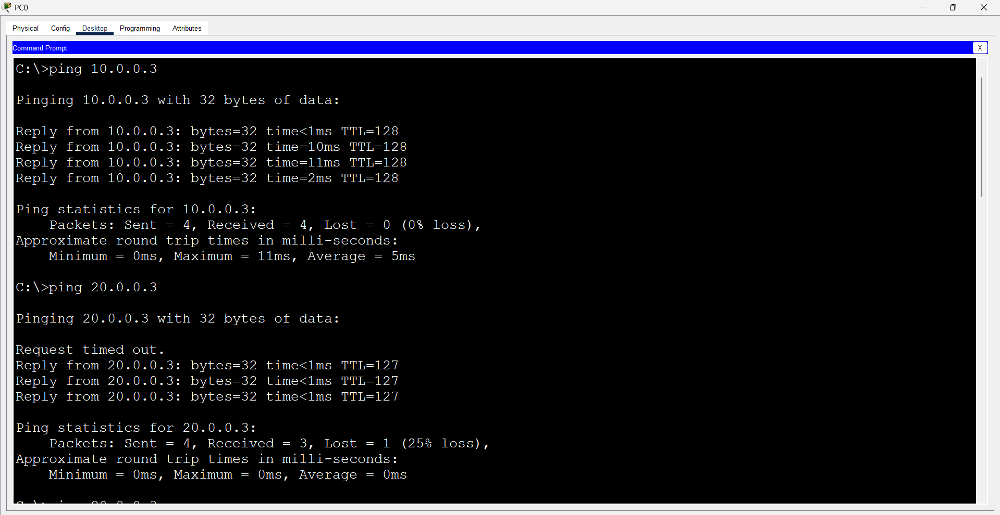 PC0
Physical Config Desktop Programming Attributes
Command Prompt X
C:\>ping 10.0.0.3
Pinging 10.0.0.3 with 32 bytes of data:
Reply from 10.0.0.3: bytes=32 time<1ms TTL=128
Reply from 10.0.0.3: bytes=32 time=10ms TTL=128
Reply from 10.0.0.3: bytes=32 time=11ms TTL=128
Reply from 10.0.0.3: bytes=32 time=2ms TTL=128
Ping statistics for 10.0.0.3:
Packets: Sent = 4, Received = 4, Lost = 0 (0% loss),
Approximate round trip times in milli-seconds:
Minimum = 0ms, Maximum = 11ms, Average = 5ms
C:\>ping 20.0.0.3
Pinging 20.0.0.3 with 32 bytes of data:
Request timed out.
Reply from 20.0.0.3: bytes=32 time<1ms TTL=127
Reply from 20.0.0.3: bytes=32 time<1ms TTL=127
Reply from 20.0.0.3: bytes=32 time<1ms TTL=127
Ping statistics for 20.0.0.3:
Packets: Sent = 4, Received = 3, Lost = 1 (25% loss),
Approximate round trip times in milli-seconds:
Minimum = 0ms, Maximum = 0ms, Average = 0ms